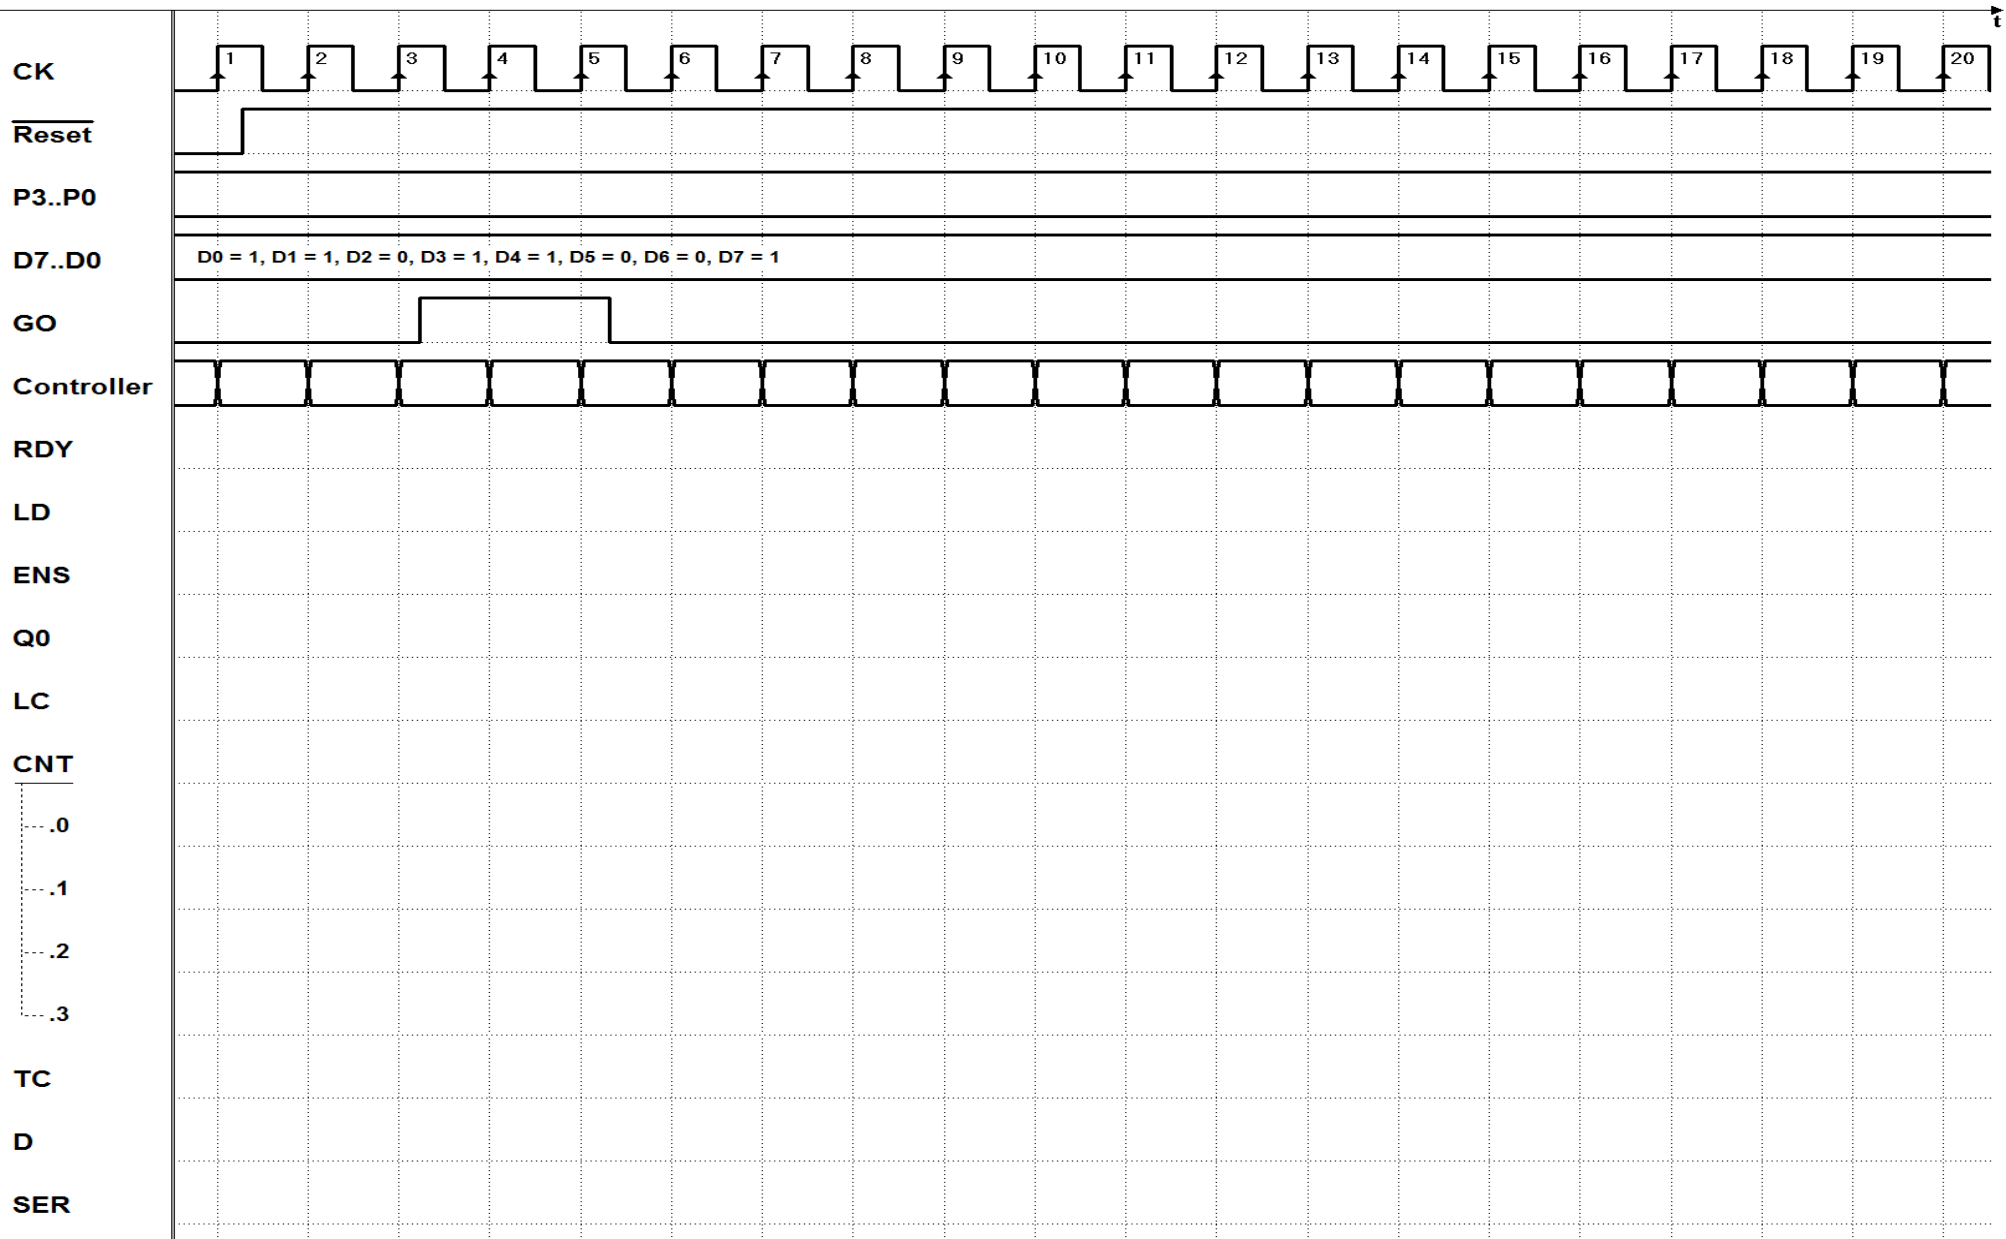 t
CK 1 2 3 4 5 6 7 8 9 10 11 12 13 14 15 16 17 18 19 20
Reset
P3..P0
D7..D0 D0 = 1, D1 = 1, D2 = 0, D3 = 1, D4 = 1, D5 = 0, D6 = 0, D7 = 1
GO
Controller
RDY
LD
ENS
Q0
LC
CNT
.0
.1
.2
.3
TC
D
SER